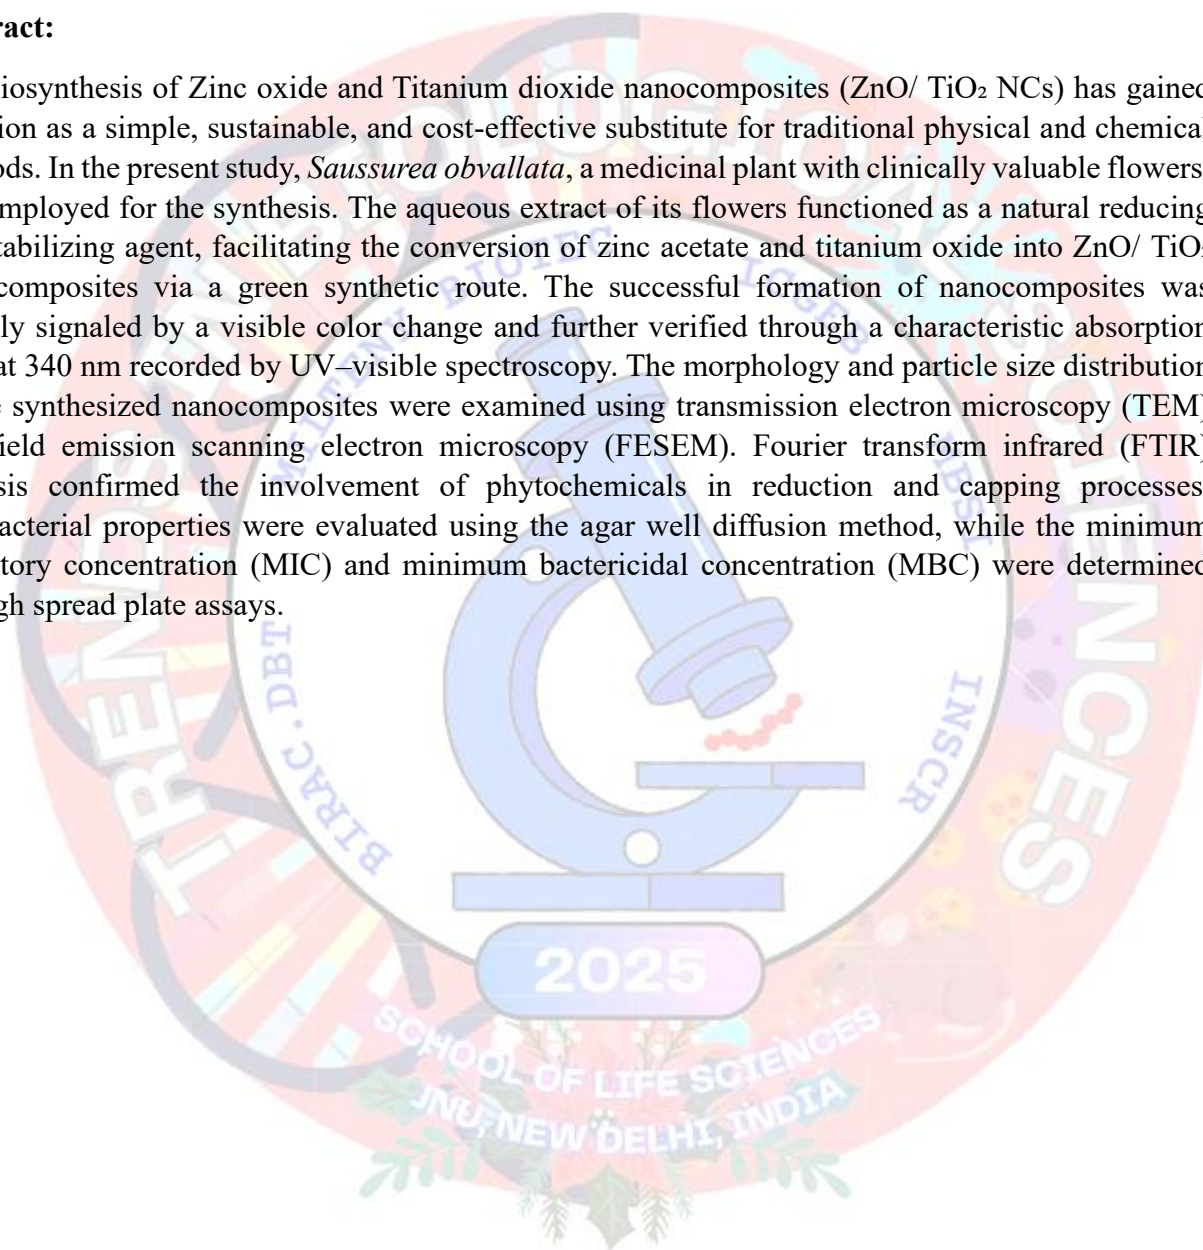 ract:
iosynthesis of Zinc oxide and Titanium dioxide nanocomposites (ZnO/ TiO₂ NCs) has gained
ion as a simple, sustainable, and cost-effective substitute for traditional physical and chemical
ods. In the present study, Saussurea obvallata, a medicinal plant with clinically valuable flowers
mployed for the synthesis. The aqueous extract of its flowers functioned as a natural reducing
tabilizing agent, facilitating the conversion of zinc acetate and titanium oxide into ZnO/ TiO₂
composites via a green synthetic route. The successful formation of nanocomposites was
ly signaled by a visible color change and further verified through a characteristic absorption
at 340 nm recorded by UV–visible spectroscopy. The morphology and particle size distribution
e synthesized nanocomposites were examined using transmission electron microscopy (TEM)
ield emission scanning electron microscopy (FESEM). Fourier transform infrared (FTIR)
sis confirmed the involvement of phytochemicals in reduction and capping processes.
acterial properties were evaluated using the agar well diffusion method, while the minimum
tory concentration (MIC) and minimum bactericidal concentration (MBC) were determined
gh spread plate assays.
TRENDS IN BIOLOGICAL SCIENCES
BIRAC.DBT
INSCR
2025
SCHOOL OF LIFE SCIENCES
JNU, NEW DELHI, INDIA